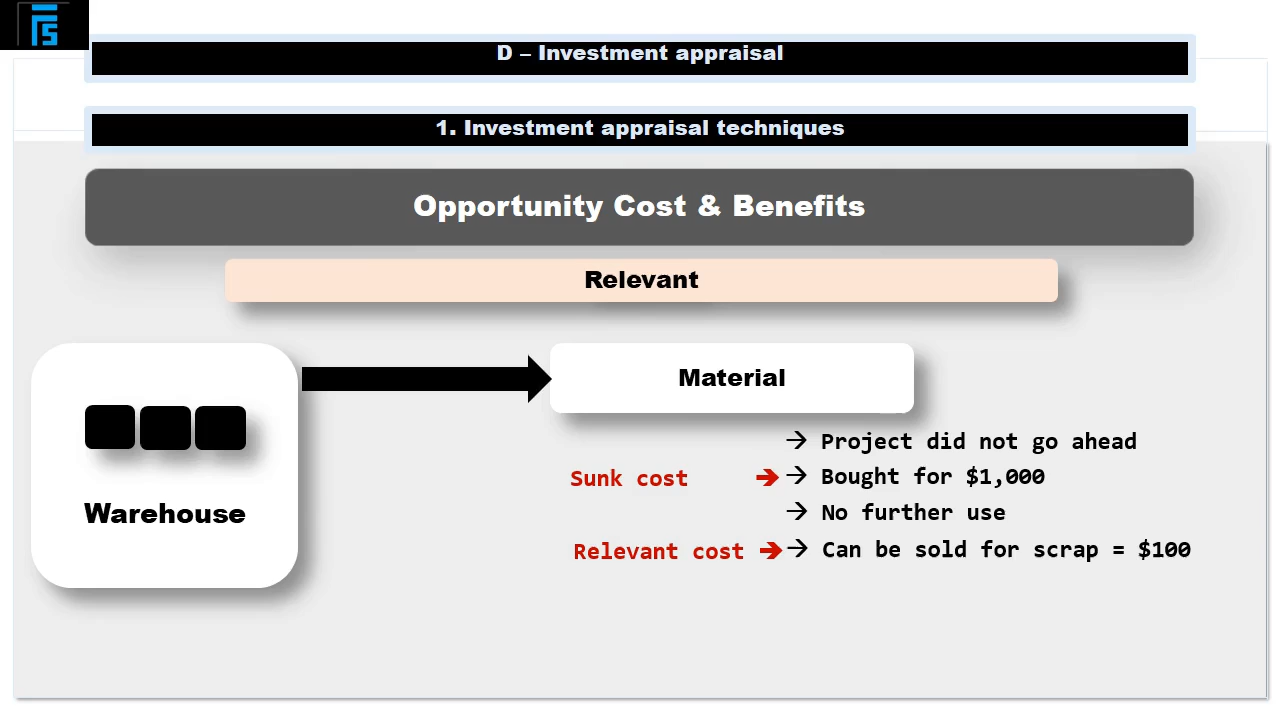 D – Investment appraisal
1. Investment appraisal techniques
Opportunity Cost & Benefits
Relevant
Material
Warehouse
→ Project did not go ahead
Sunk cost ➔ → Bought for $1,000
→ No further use
Relevant cost ➔ → Can be sold for scrap = $100